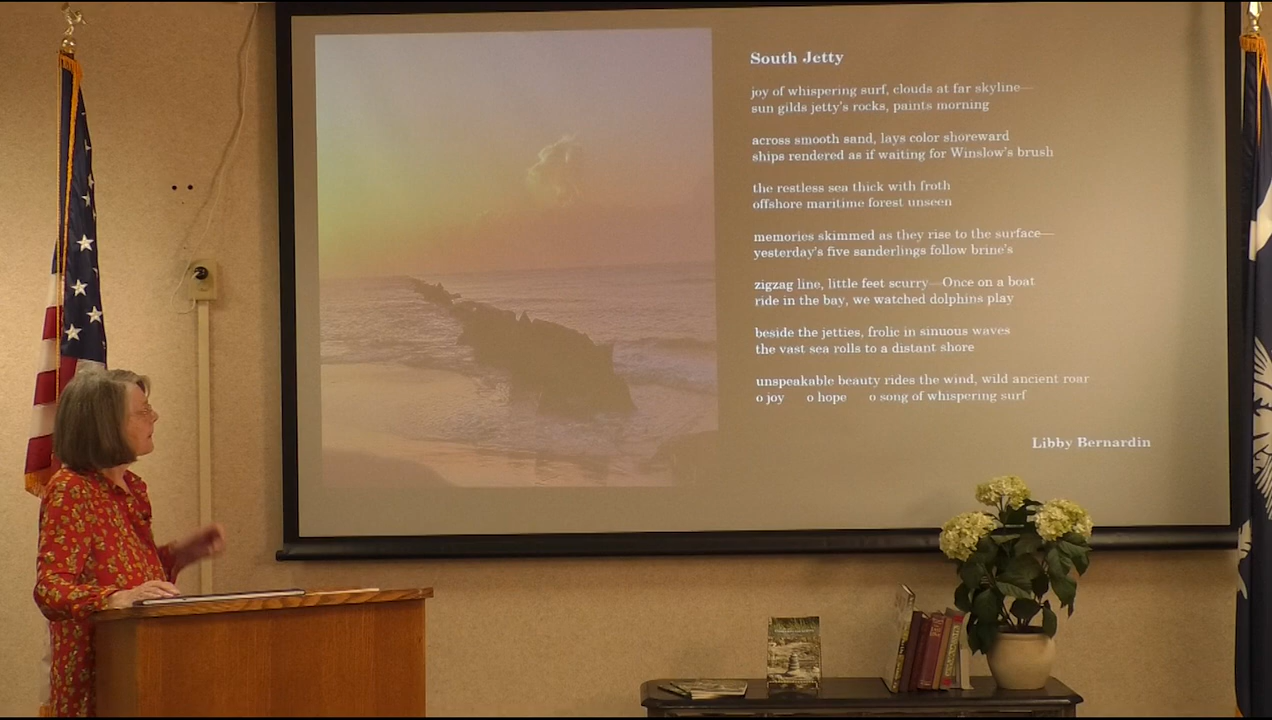 South Jetty
joy of whispering surf, clouds at far skyline—
sun gilds jetty's rocks, paints morning
across smooth sand, lays color shoreward
ships rendered as if waiting for Winslow's brush
the restless sea thick with froth
offshore maritime forest unseen
memories skimmed as they rise to the surface—
yesterday's five sanderlings follow brine's
zigzag line, little feet scurry—Once on a boat
ride in the bay, we watched dolphins play
beside the jetties, frolic in sinuous waves
the vast sea rolls to a distant shore
unspeakable beauty rides the wind, wild ancient roar
o joy o hope o song of whispering surf
Libby Bernardin